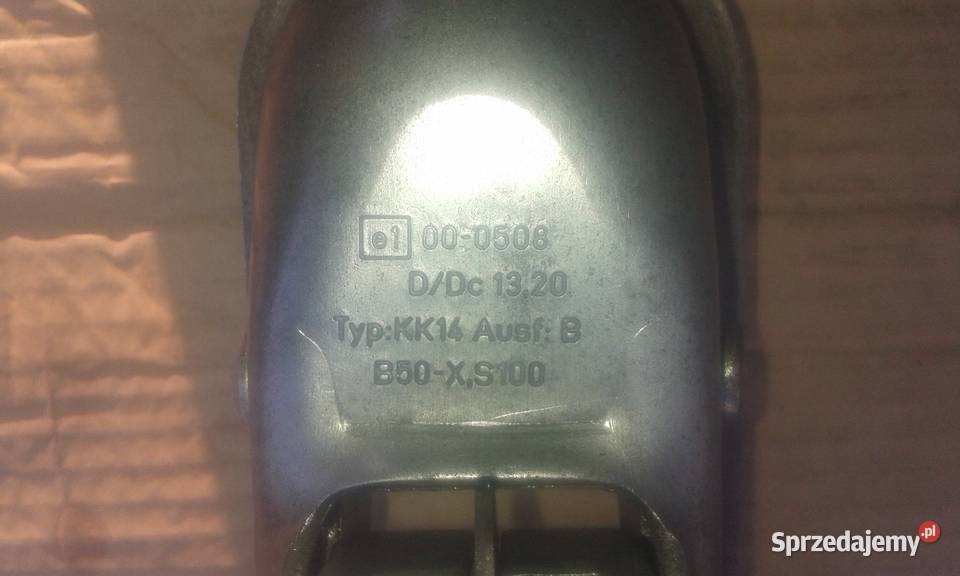 e1 00-0508
D/Dc 13.20
Typ:KK14 Ausf: B
B50-X,S100
Sprzedajemy.pl